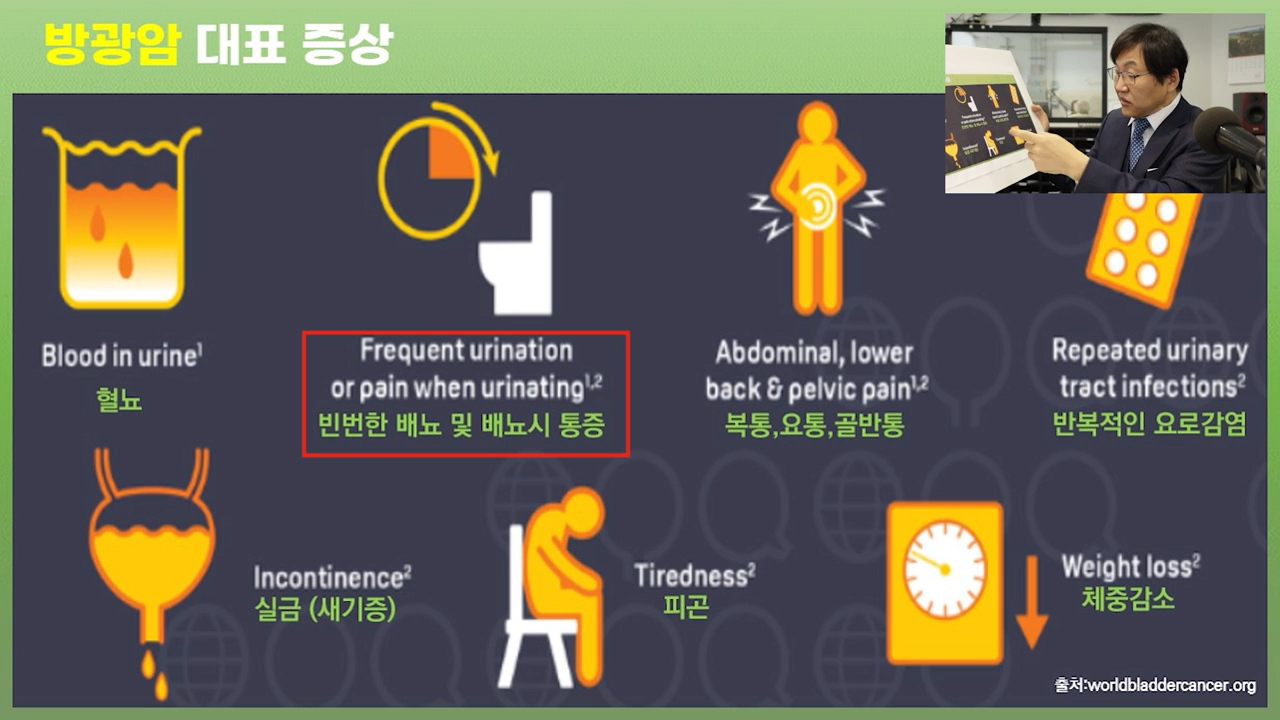 방광암 대표 증상
Blood in urine¹
혈뇨
Frequent urination
or pain when urinating¹,²
빈번한 배뇨 및 배뇨시 통증
Abdominal, lower
back & pelvic pain¹,²
복통,요통,골반통
Repeated urinary
tract infections²
반복적인 요로감염
Incontinence²
실금 (새기증)
Tiredness²
피곤
Weight loss²
체중감소
출처:worldbladdercancer.org